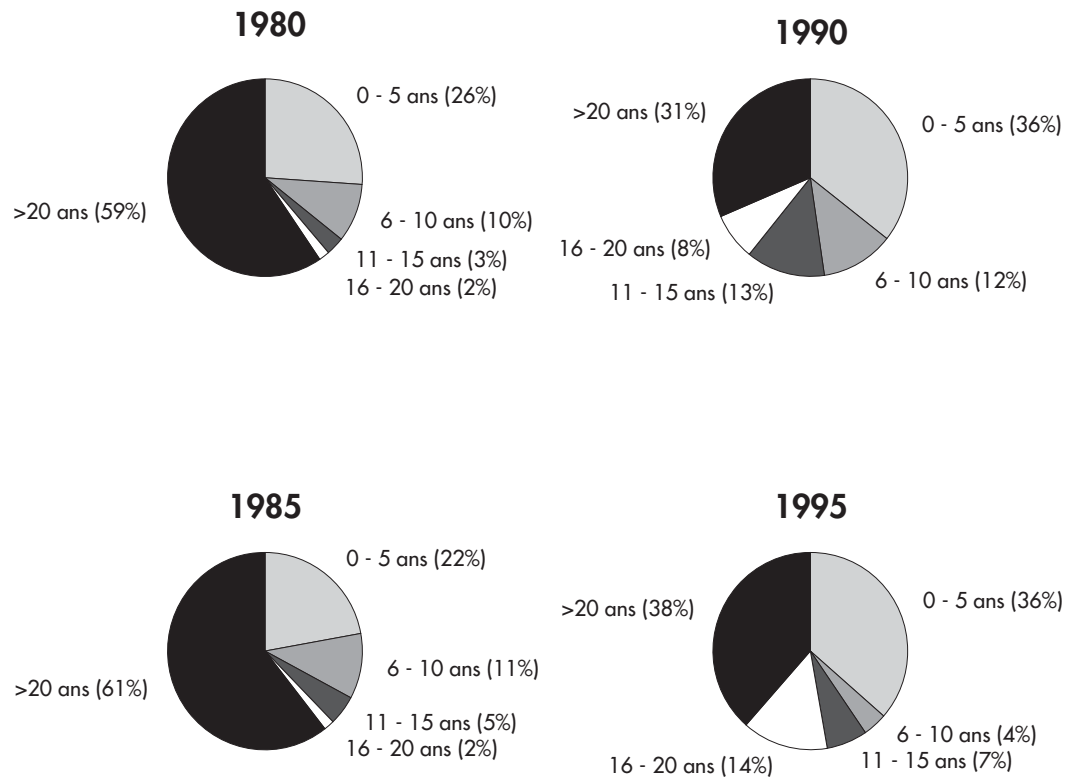 1980
0 - 5 ans (26%)
6 - 10 ans (10%)
11 - 15 ans (3%)
16 - 20 ans (2%)
>20 ans (59%)
1990
0 - 5 ans (36%)
6 - 10 ans (12%)
11 - 15 ans (13%)
16 - 20 ans (8%)
>20 ans (31%)
1985
0 - 5 ans (22%)
6 - 10 ans (11%)
11 - 15 ans (5%)
16 - 20 ans (2%)
>20 ans (61%)
1995
0 - 5 ans (36%)
6 - 10 ans (4%)
11 - 15 ans (7%)
16 - 20 ans (14%)
>20 ans (38%)